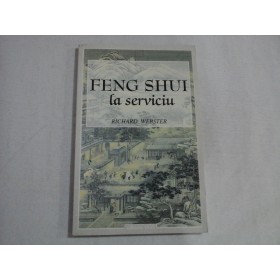 FENG SHUI
la serviciu
RICHARD WEBSTER